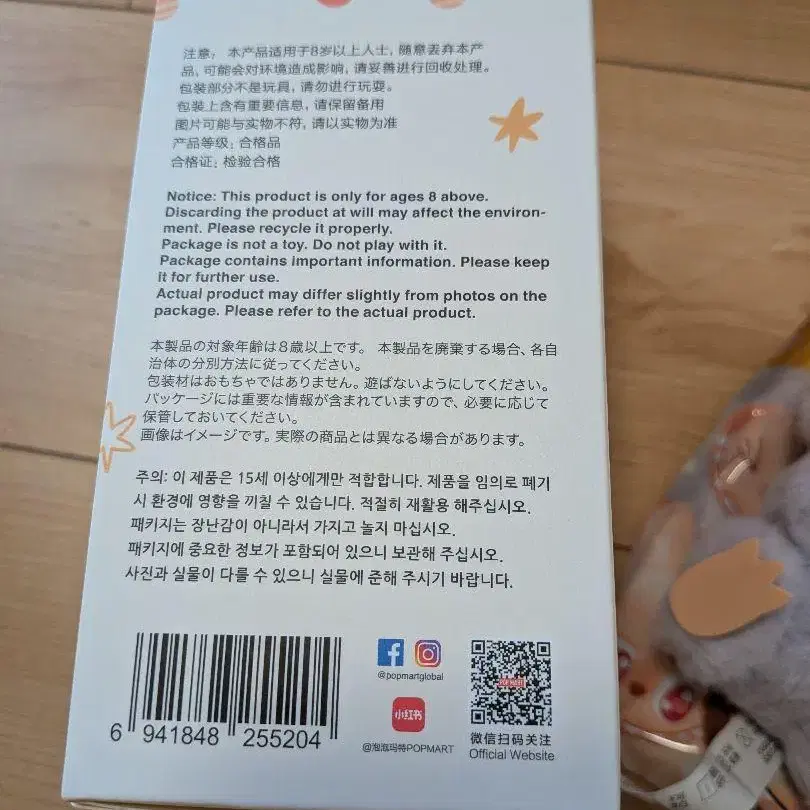 注意： 本产品适用于8岁以上人士，随意丢弃本产
品，可能会对环境造成影响，请妥善进行回收处理。
包装部分不是玩具，请勿进行玩耍。
包装上含有重要信息，请保留备用
图片可能与实物不符，请以实物为准
产品等级：合格品
合格证：检验合格
Notice: This product is only for ages 8 above.
Discarding the product at will may affect the environ-
ment. Please recycle it properly.
Package is not a toy. Do not play with it.
Package contains important information. Please keep
it for further use.
Actual product may differ slightly from photos on the
package. Please refer to the actual product.
本製品の対象年齢は８歳以上です。 本製品を廃棄する場合、各自
治体の分別方法に従ってください。
包装材はおもちゃではありません。遊ばないようにしてください。
パッケージには重要な情報が含まれていますので、必要に応じて
保管しておいてください。
画像はイメージです。実際の商品とは異なる場合があります。
주의: 이 제품은 15세 이상에게만 적합합니다. 제품을 임의로 폐기
시 환경에 영향을 끼칠 수 있습니다. 적절히 재활용 해주십시오.
패키지는 장난감이 아니라서 가지고 놀지 마십시오.
패키지에 중요한 정보가 포함되어 있으니 보관해 주십시오.
사진과 실물이 다를 수 있으니 실물에 준해 주시기 바랍니다.
6 941848 255204
@popmartglobal
小红书
@泡泡玛特POPMART
POP MART
微信扫码关注
Official Website